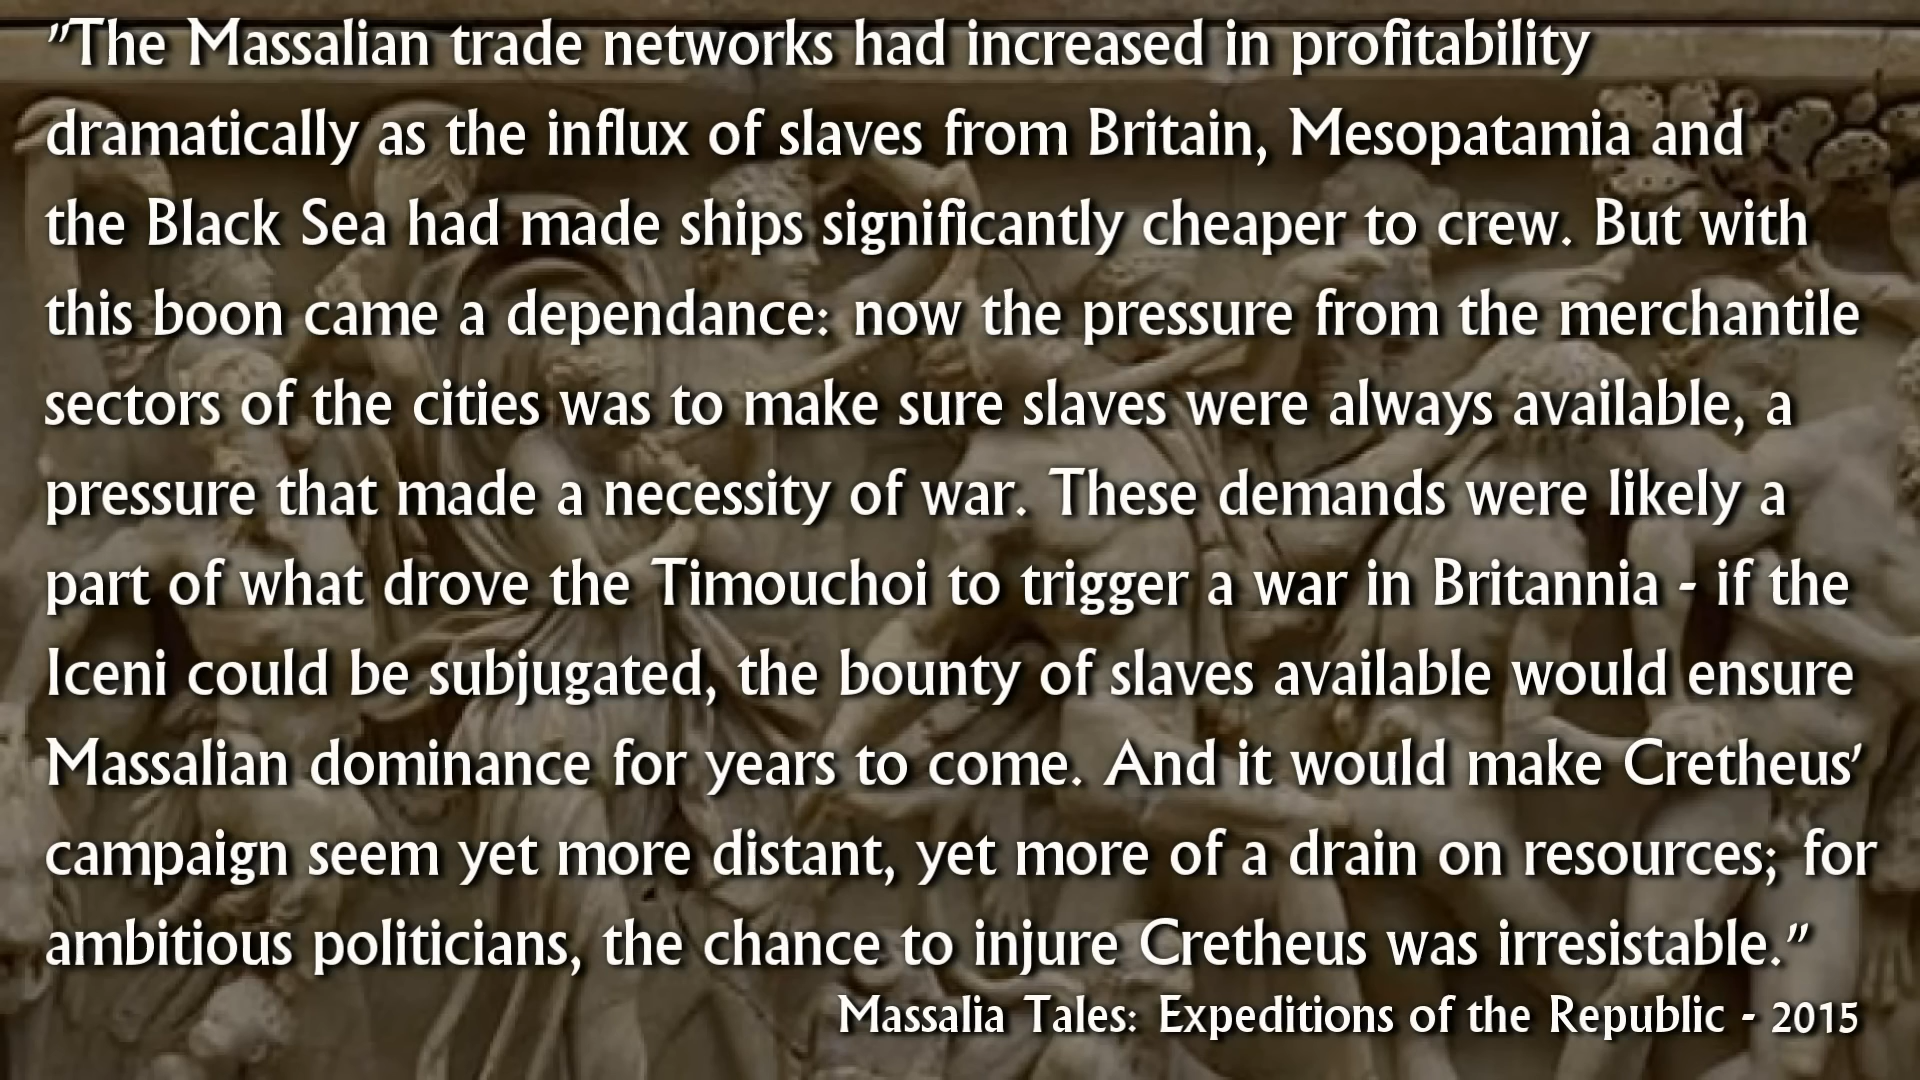 "The Massalian trade networks had increased in profitability
dramatically as the influx of slaves from Britain, Mesopatamia and
the Black Sea had made ships significantly cheaper to crew. But with
this boon came a dependance: now the pressure from the merchantile
sectors of the cities was to make sure slaves were always available, a
pressure that made a necessity of war. These demands were likely a
part of what drove the Timouchoi to trigger a war in Britannia - if the
Iceni could be subjugated, the bounty of slaves available would ensure
Massalian dominance for years to come. And it would make Cretheus'
campaign seem yet more distant, yet more of a drain on resources; for
ambitious politicians, the chance to injure Cretheus was irresistable."
Massalia Tales: Expeditions of the Republic - 2015